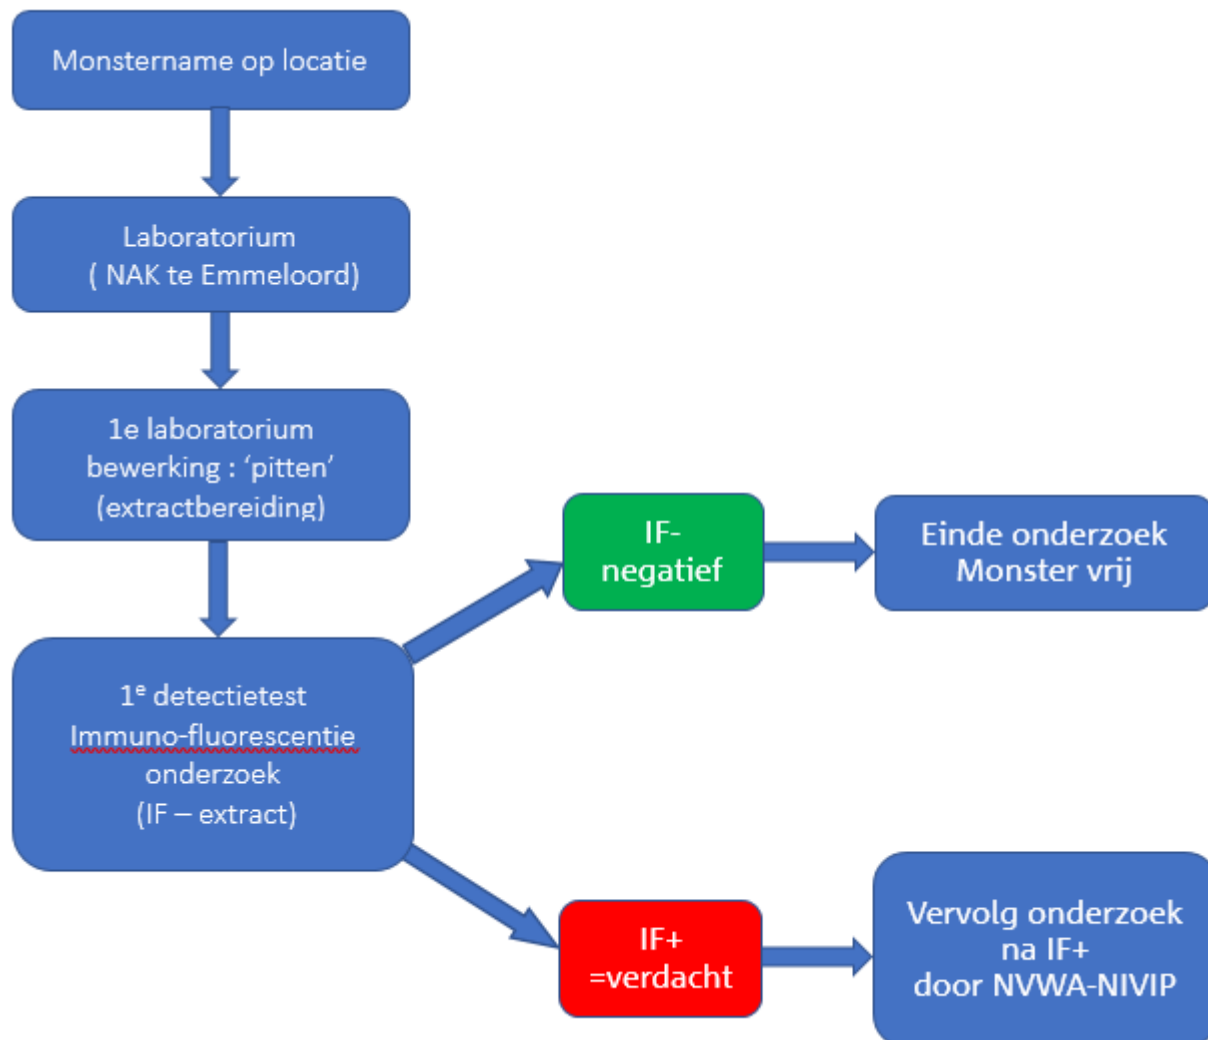 Monstername op locatie
Laboratorium
( NAK te Emmeloord)
1e laboratorium
bewerking : ‘pitten’
(extractbereiding)
1e detectietest
Immuno-fluorescentie
onderzoek
(IF – extract)
IF-
negatief
Einde onderzoek
Monster vrij
IF+
=verdacht
Vervolg onderzoek
na IF+
door NVWA-NIVIP